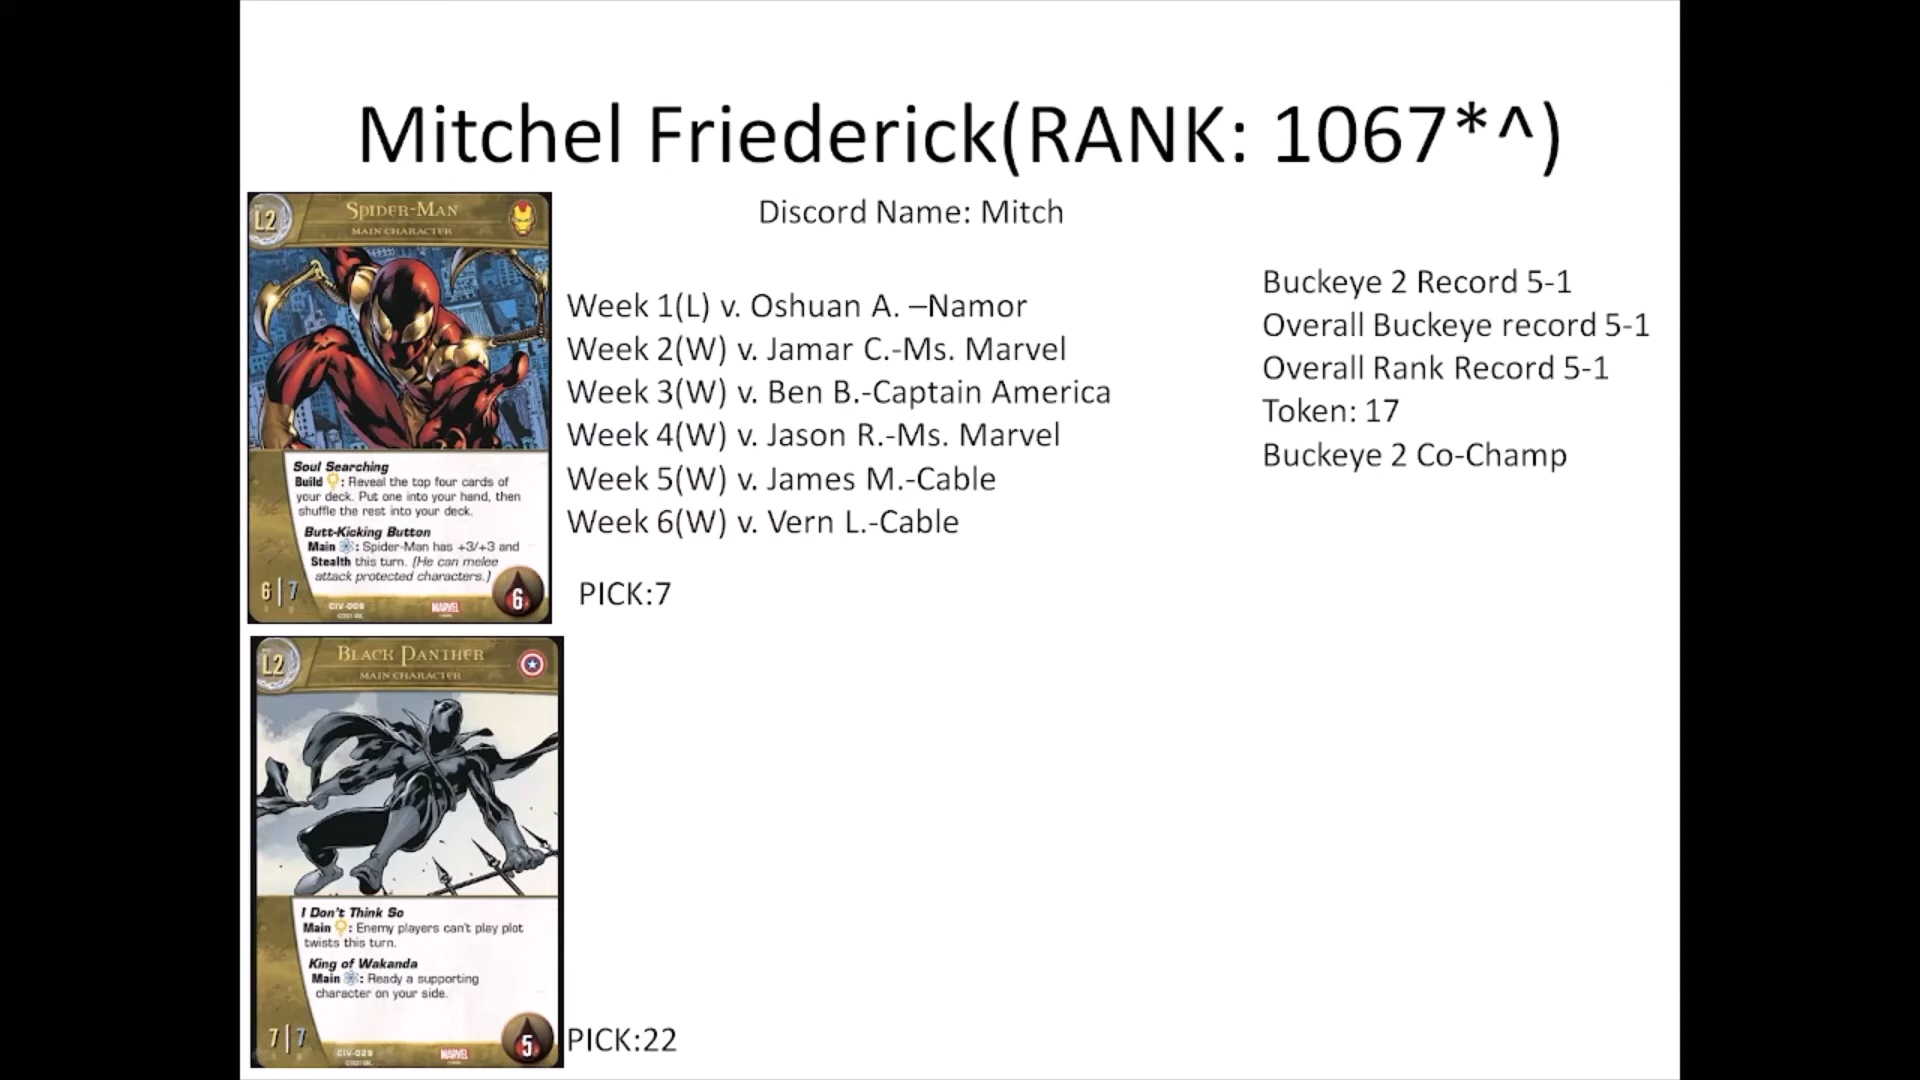 Mitchel Friederick(RANK: 1067*^)
Discord Name: Mitch
L2
SPIDER-MAN
MAIN CHARACTER
Soul Searching
Build : Reveal the top four cards of
your deck. Put one into your hand, then
shuffle the rest into your deck.
Butt-Kicking Button
Main : Spider-Man has +3/+3 and
Stealth this turn. (He can melee
attack protected characters.)
6|7
6
CIV-008
MARVEL
Week 1(L) v. Oshuan A. –Namor
Week 2(W) v. Jamar C.-Ms. Marvel
Week 3(W) v. Ben B.-Captain America
Week 4(W) v. Jason R.-Ms. Marvel
Week 5(W) v. James M.-Cable
Week 6(W) v. Vern L.-Cable
PICK:7
Buckeye 2 Record 5-1
Overall Buckeye record 5-1
Overall Rank Record 5-1
Token: 17
Buckeye 2 Co-Champ
L2
BLACK PANTHER
MAIN CHARACTER
I Don't Think So
Main : Enemy players can't play plot
twists this turn.
King of Wakanda
Main : Ready a supporting
character on your side.
7|7
5
CIV-029
MARVEL
PICK:22